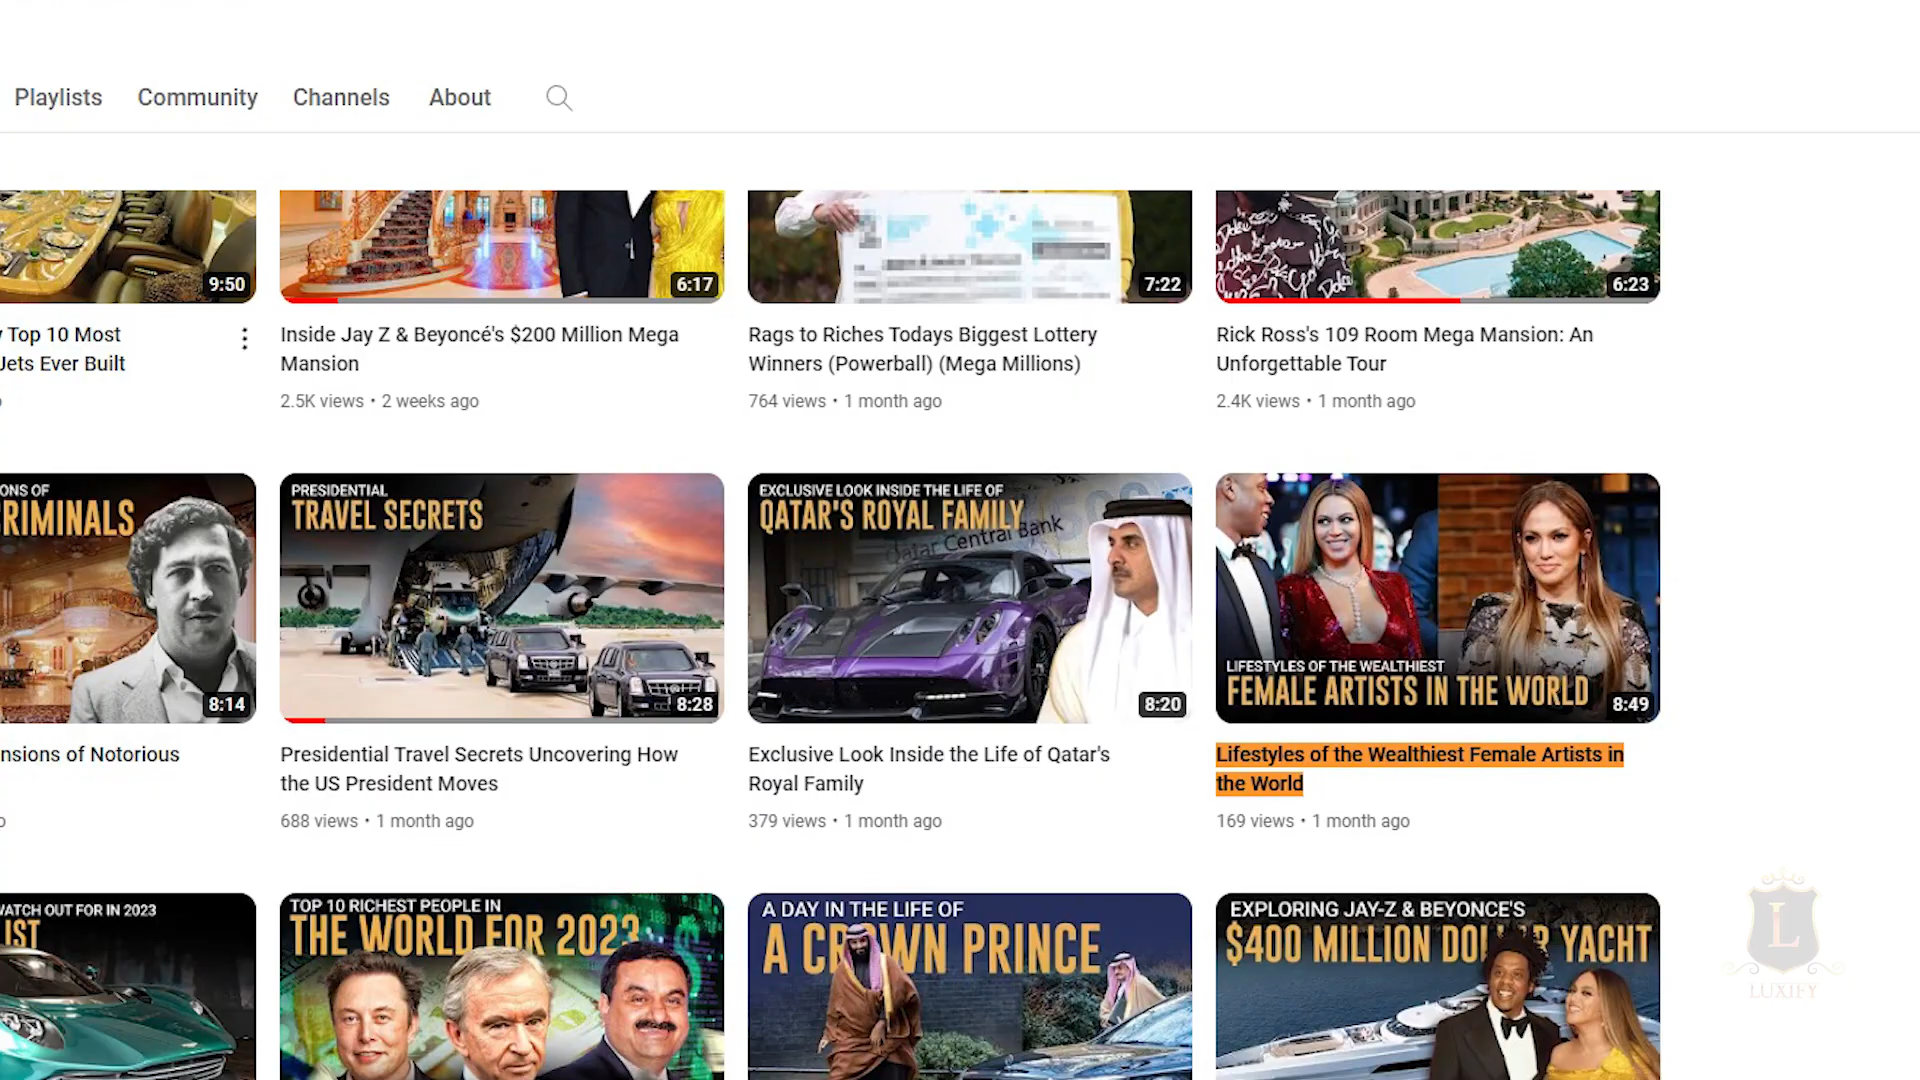 Playlists Community Channels About
9:50
6:17
7:22
6:23
Top 10 Most
Jets Ever Built
Inside Jay Z & Beyoncé's $200 Million Mega
Mansion
2.5K views • 2 weeks ago
Rags to Riches Todays Biggest Lottery
Winners (Powerball) (Mega Millions)
764 views • 1 month ago
Rick Ross's 109 Room Mega Mansion: An
Unforgettable Tour
2.4K views • 1 month ago
ONS OF
RIMINALS
8:14
PRESIDENTIAL
TRAVEL SECRETS
8:28
EXCLUSIVE LOOK INSIDE THE LIFE OF
QATAR'S ROYAL FAMILY
Qatar Central Bank
8:20
LIFESTYLES OF THE WEALTHIEST
FEMALE ARTISTS IN THE WORLD
8:49
nsions of Notorious
Presidential Travel Secrets Uncovering How
the US President Moves
688 views • 1 month ago
Exclusive Look Inside the Life of Qatar's
Royal Family
379 views • 1 month ago
Lifestyles of the Wealthiest Female Artists in
the World
169 views • 1 month ago
WATCH OUT FOR IN 2023
IST
TOP 10 RICHEST PEOPLE IN
THE WORLD FOR 2023
A DAY IN THE LIFE OF
A CROWN PRINCE
EXPLORING JAY-Z & BEYONCE'S
$400 MILLION DOLLAR YACHT
L
LUXIFY